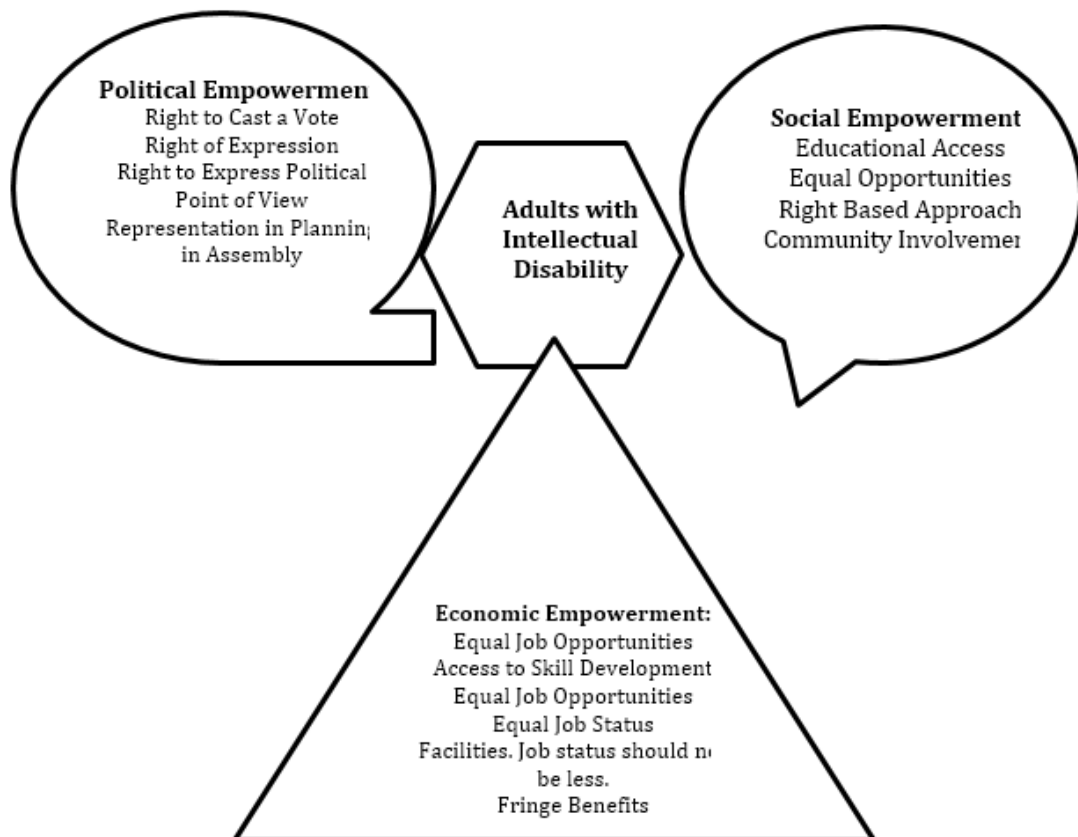 Political Empowermen
Right to Cast a Vote
Right of Expression
Right to Express Political
Point of View
Representation in Planning
in Assembly
Adults with
Intellectual
Disability
Social Empowerment
Educational Access
Equal Opportunities
Right Based Approach
Community Involvemen
Economic Empowerment:
Equal Job Opportunities
Access to Skill Development
Equal Job Opportunities
Equal Job Status
Facilities. Job status should
be less.
Fringe Benefits